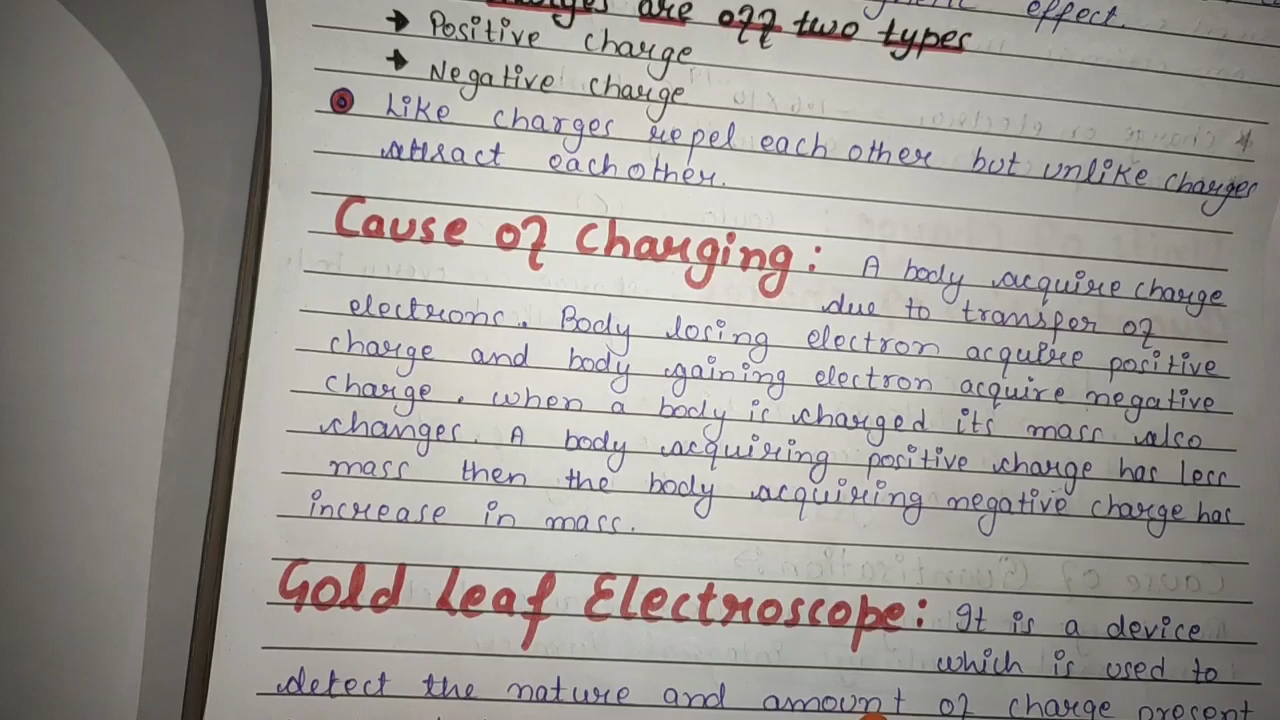 effect.
are off two types
→ Positive charge
→ Negative charge
Like charges repel each other but unlike charges
attract each other.
Cause of Charging: A body acquire charge
due to transfer of
electrons. Body losing electron acquire positive
charge and body gaining electron acquire negative
charge. when a body is charged its mass also
changes. A body acquiring positive charge has less
mass then the body acquiring negative charge has
increase in mass.
Gold Leaf Electroscope: It is a device
which is used to
detect the nature and amount of charge present